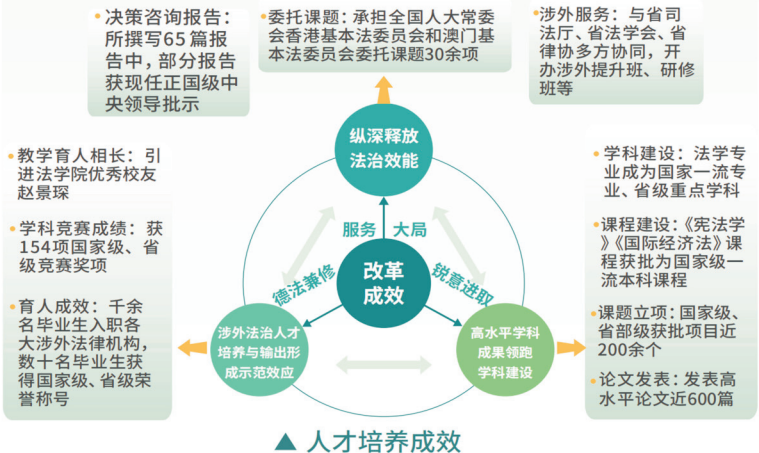 决策咨询报告：
所撰写65篇报
告中，部分报告
获现任正国级中
央领导批示
委托课题：承担全国人大常委
会香港基本法委员会和澳门基
本法委员会委托课题30余项
涉外服务：与省司
法厅、省法学会、省
律协多方协同，开
办涉外提升班、研修
班等
纵深释放
法治效能
教学育人相长：引
进法学院优秀校友
赵景琛
学科竞赛成绩：获
154项国家级、省
级竞赛奖项
育人成效：千余
名毕业生入职各
大涉外法律机构，
数十名毕业生获
得国家级、省级荣
誉称号
服务 大局
德法兼修
锐意进取
改革
成效
涉外法治人才
培养与输出形
成示范效应
高水平学科
成果领跑
学科建设
学科建设：法学专
业成为国家一流专
业、省级重点学科
课程建设：《宪法学
》《国际经济法》课
程获批为国家级一
流本科课程
课题立项：国家级、
省部级获批项目近
200余个
论文发表：发表高
水平论文近600篇
▲ 人才培养成效